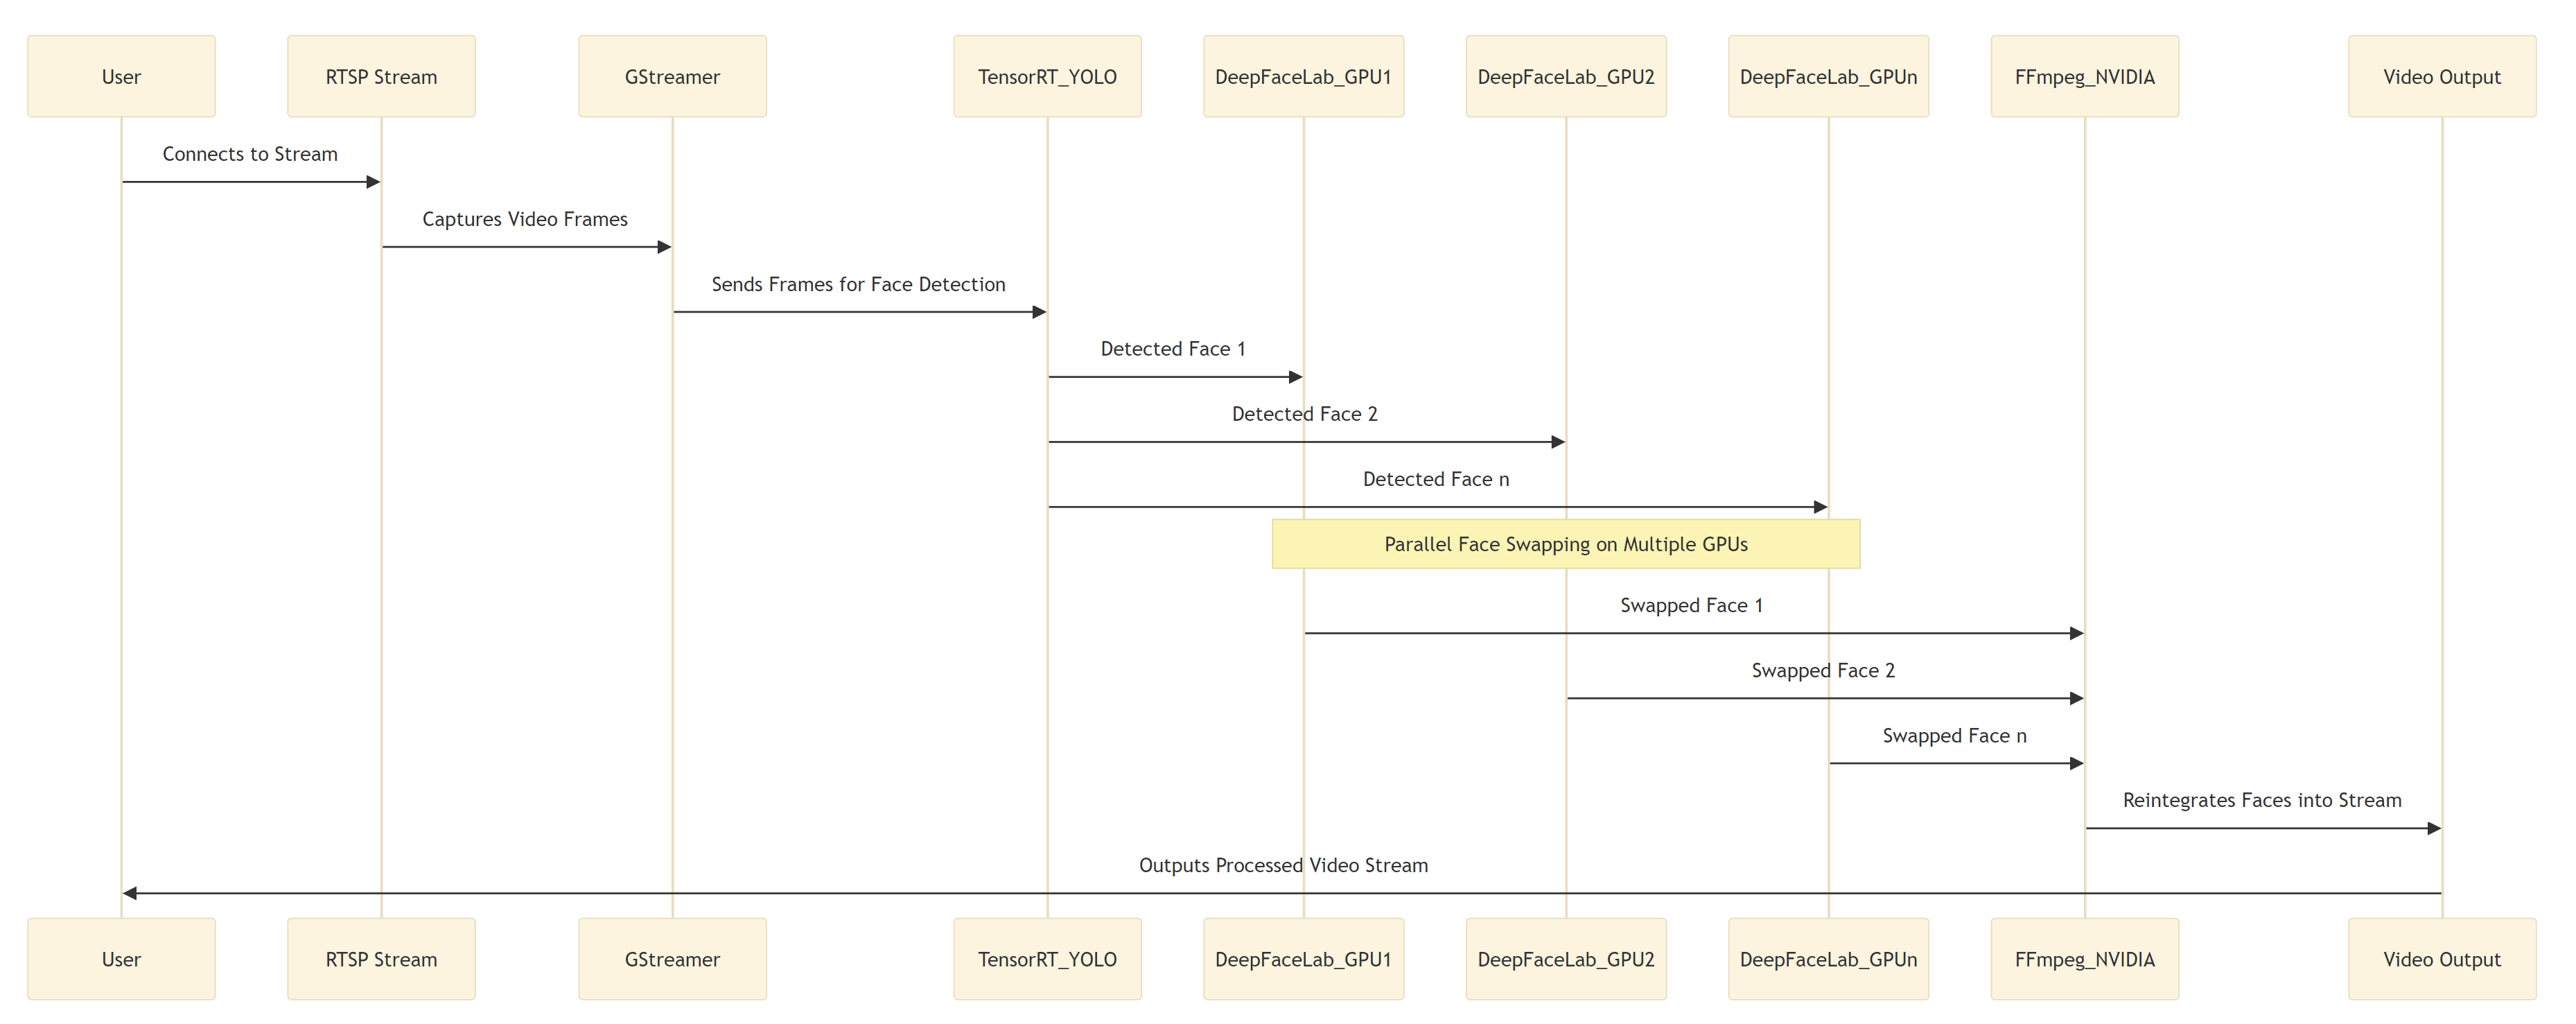 User
RTSP Stream
GStreamer
TensorRT_YOLO
DeepFaceLab_GPU1
DeepFaceLab_GPU2
DeepFaceLab_GPUn
FFmpeg_NVIDIA
Video Output
Connects to Stream
Captures Video Frames
Sends Frames for Face Detection
Detected Face 1
Detected Face 2
Detected Face n
Parallel Face Swapping on Multiple GPUs
Swapped Face 1
Swapped Face 2
Swapped Face n
Reintegrates Faces into Stream
Outputs Processed Video Stream
User
RTSP Stream
GStreamer
TensorRT_YOLO
DeepFaceLab_GPU1
DeepFaceLab_GPU2
DeepFaceLab_GPUn
FFmpeg_NVIDIA
Video Output